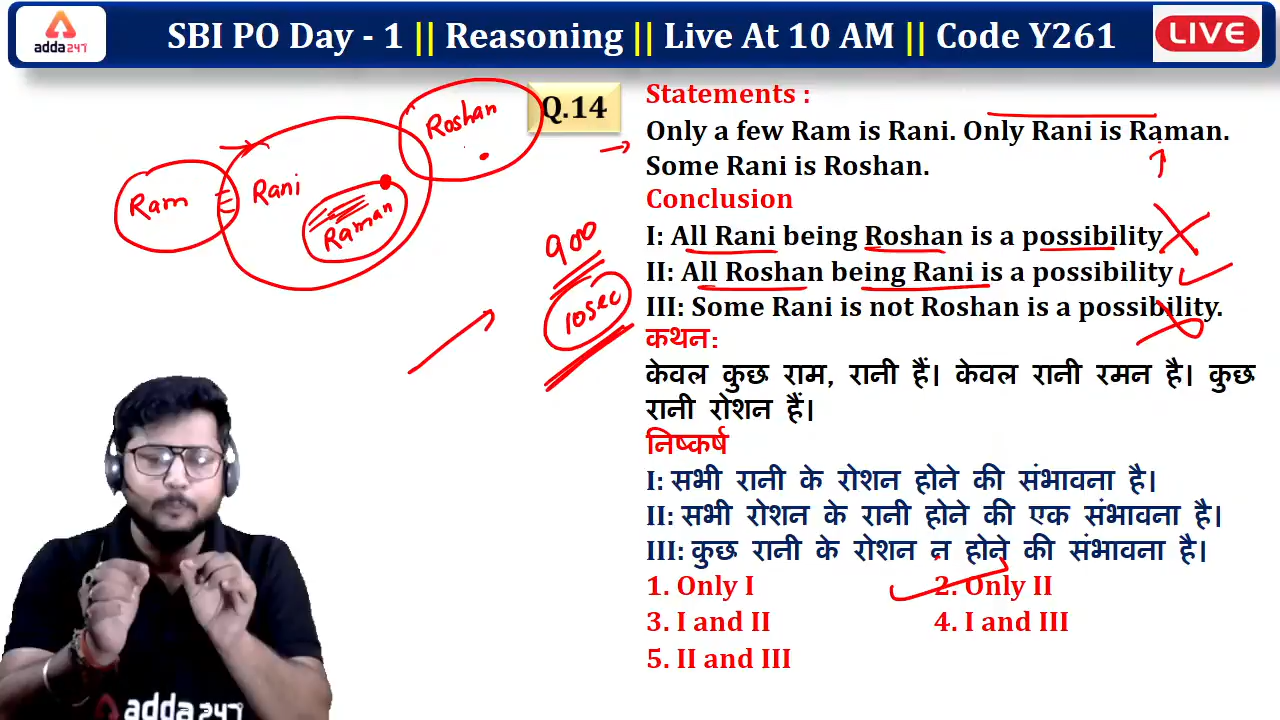 adda247
SBI PO Day - 1 || Reasoning || Live At 10 AM || Code Y261
LIVE
Q.14
Ram
Rani
Raman
Roshan
900
10sec
Statements :
Only a few Ram is Rani. Only Rani is Raman.
Some Rani is Roshan.
Conclusion
I: All Rani being Roshan is a possibility
II: All Roshan being Rani is a possibility
III: Some Rani is not Roshan is a possibility.
कथन:
केवल कुछ राम, रानी हैं। केवल रानी रमन है। कुछ
रानी रोशन हैं।
निष्कर्ष
I: सभी रानी के रोशन होने की संभावना है।
II: सभी रोशन के रानी होने की एक संभावना है।
III: कुछ रानी के रोशन न होने की संभावना है।
1. Only I 2. Only II
3. I and II 4. I and III
5. II and III
adda247